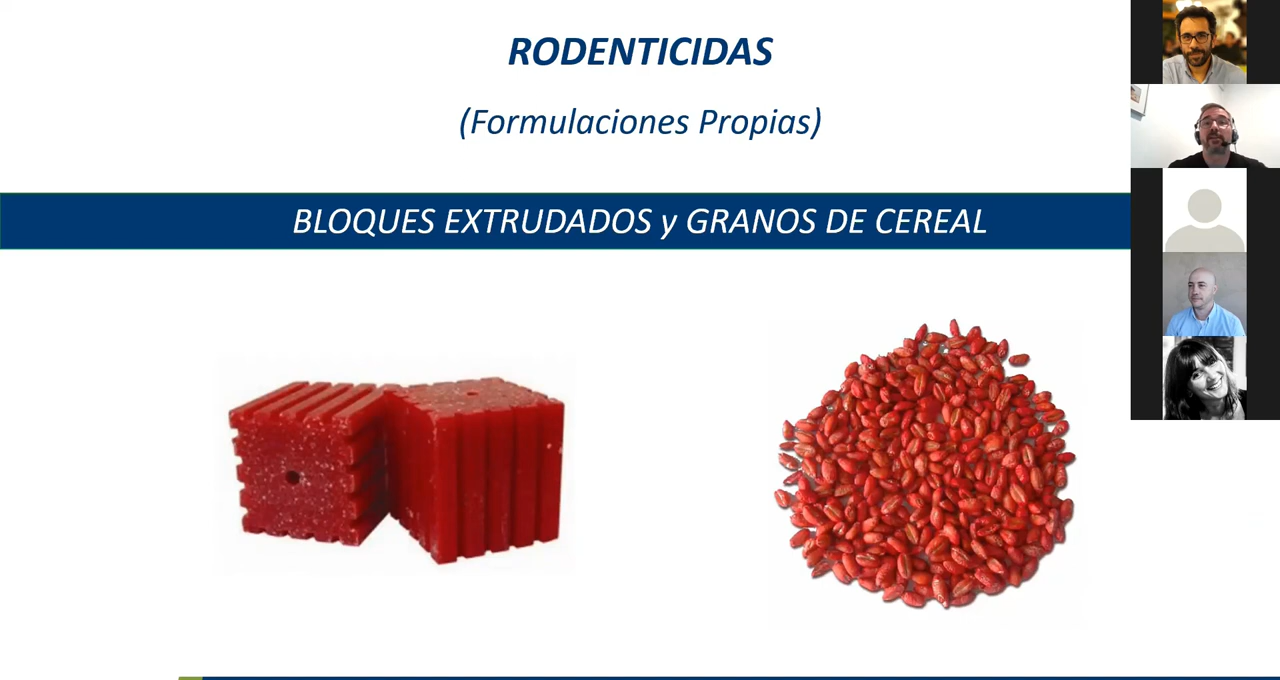 RODENTICIDAS
(Formulaciones Propias)
BLOQUES EXTRUDADOS y GRANOS DE CEREAL